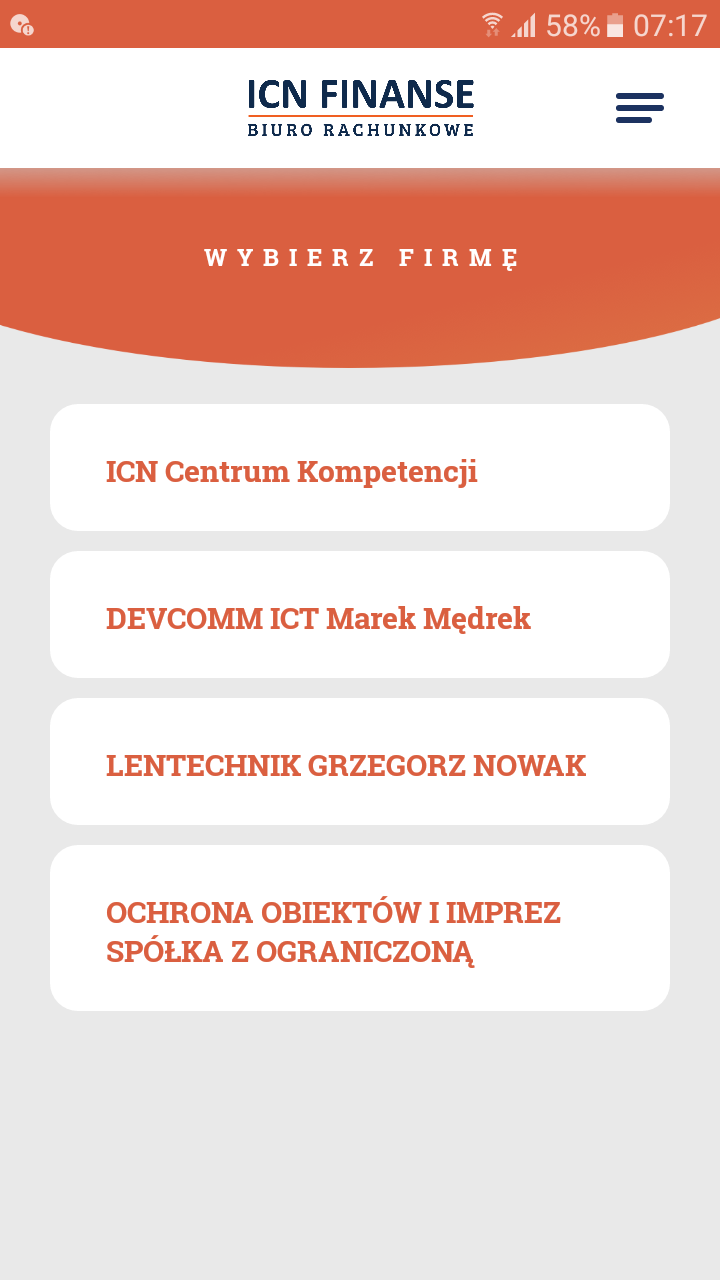 58% 07:17
ICN FINANSE
BIURO RACHUNKOWE
WYBIERZ FIRMĘ
ICN Centrum Kompetencji
DEVCOMM ICT Marek Mędrek
LENTECHNIK GRZEGORZ NOWAK
OCHRONA OBIEKTÓW I IMPREZ
SPÓŁKA Z OGRANICZONĄ